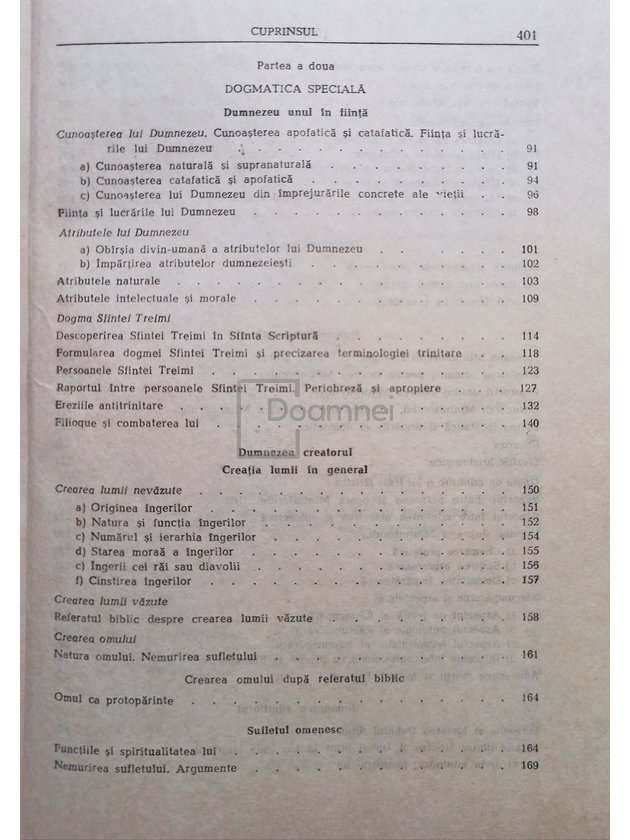 CUPRINSUL 401
Partea a doua
DOGMATICA SPECIALĂ
Dumnezeu unul în ființă
Cunoașterea lui Dumnezeu. Cunoașterea apofatică și catafatică. Ființa și lucră-
rile lui Dumnezeu . . . . . . . . . . . . . 91
a) Cunoașterea naturală și supranaturală . . . . . . . . . 91
b) Cunoașterea catafatică și apofatică . . . . . . . . . . 94
c) Cunoașterea lui Dumnezeu din împrejurările concrete ale vieții . . 96
Ființa și lucrările lui Dumnezeu . . . . . . . . . . . . 98
Atributele lui Dumnezeu
a) Obîrșia divin-umană a atributelor lui Dumnezeu . . . . . . 101
b) Împărțirea atributelor dumnezeiești . . . . . . . . . 102
Atributele naturale . . . . . . . . . . . . . . . 103
Atributele intelectuale și morale . . . . . . . . . . . . 109
Dogma Sfintei Treimi
Descoperirea Sfintei Treimi în Sfînta Scriptură . . . . . . . . 114
Formularea dogmei Sfintei Treimi și precizarea terminologiei trinitare . . 118
Persoanele Sfintei Treimi . . . . . . . . . . . . . . 123
Raportul între persoanele Sfintei Treimi. Perihoreză și apropiere . . . 127
Ereziile antitrinitare . . . . . . . . . . . . . . . 132
Filioque și combaterea lui . . . . . . . . . . . . . 140
Doamnei
Dumnezea creatorul
Creația lumii în general
Crearea lumii nevăzute . . . . . . . . . . . . . . 150
a) Originea îngerilor . . . . . . . . . . . . . . 151
b) Natura și funcția îngerilor . . . . . . . . . . . . 152
c) Numărul și ierarhia îngerilor . . . . . . . . . . . 154
d) Starea moraă a îngerilor . . . . . . . . . . . . 155
c) Îngerii cei răi sau diavolii . . . . . . . . . . . . 156
f) Cinstirea îngerilor . . . . . . . . . . . . . . 157
Crearea lumii văzute
Referatul biblic despre crearea lumii văzute . . . . . . . . . 158
Crearea omului
Natura omului. Nemurirea sufletului . . . . . . . . . . . 161
Crearea omului după referatul biblic
Omul ca protopărinte . . . . . . . . . . . . . . . 164
Sufletul omenesc
Funcțiile și spiritualitatea lui . . . . . . . . . . . . . 164
Nemurirea sufletului. Argumente . . . . . . . . . . . . 169